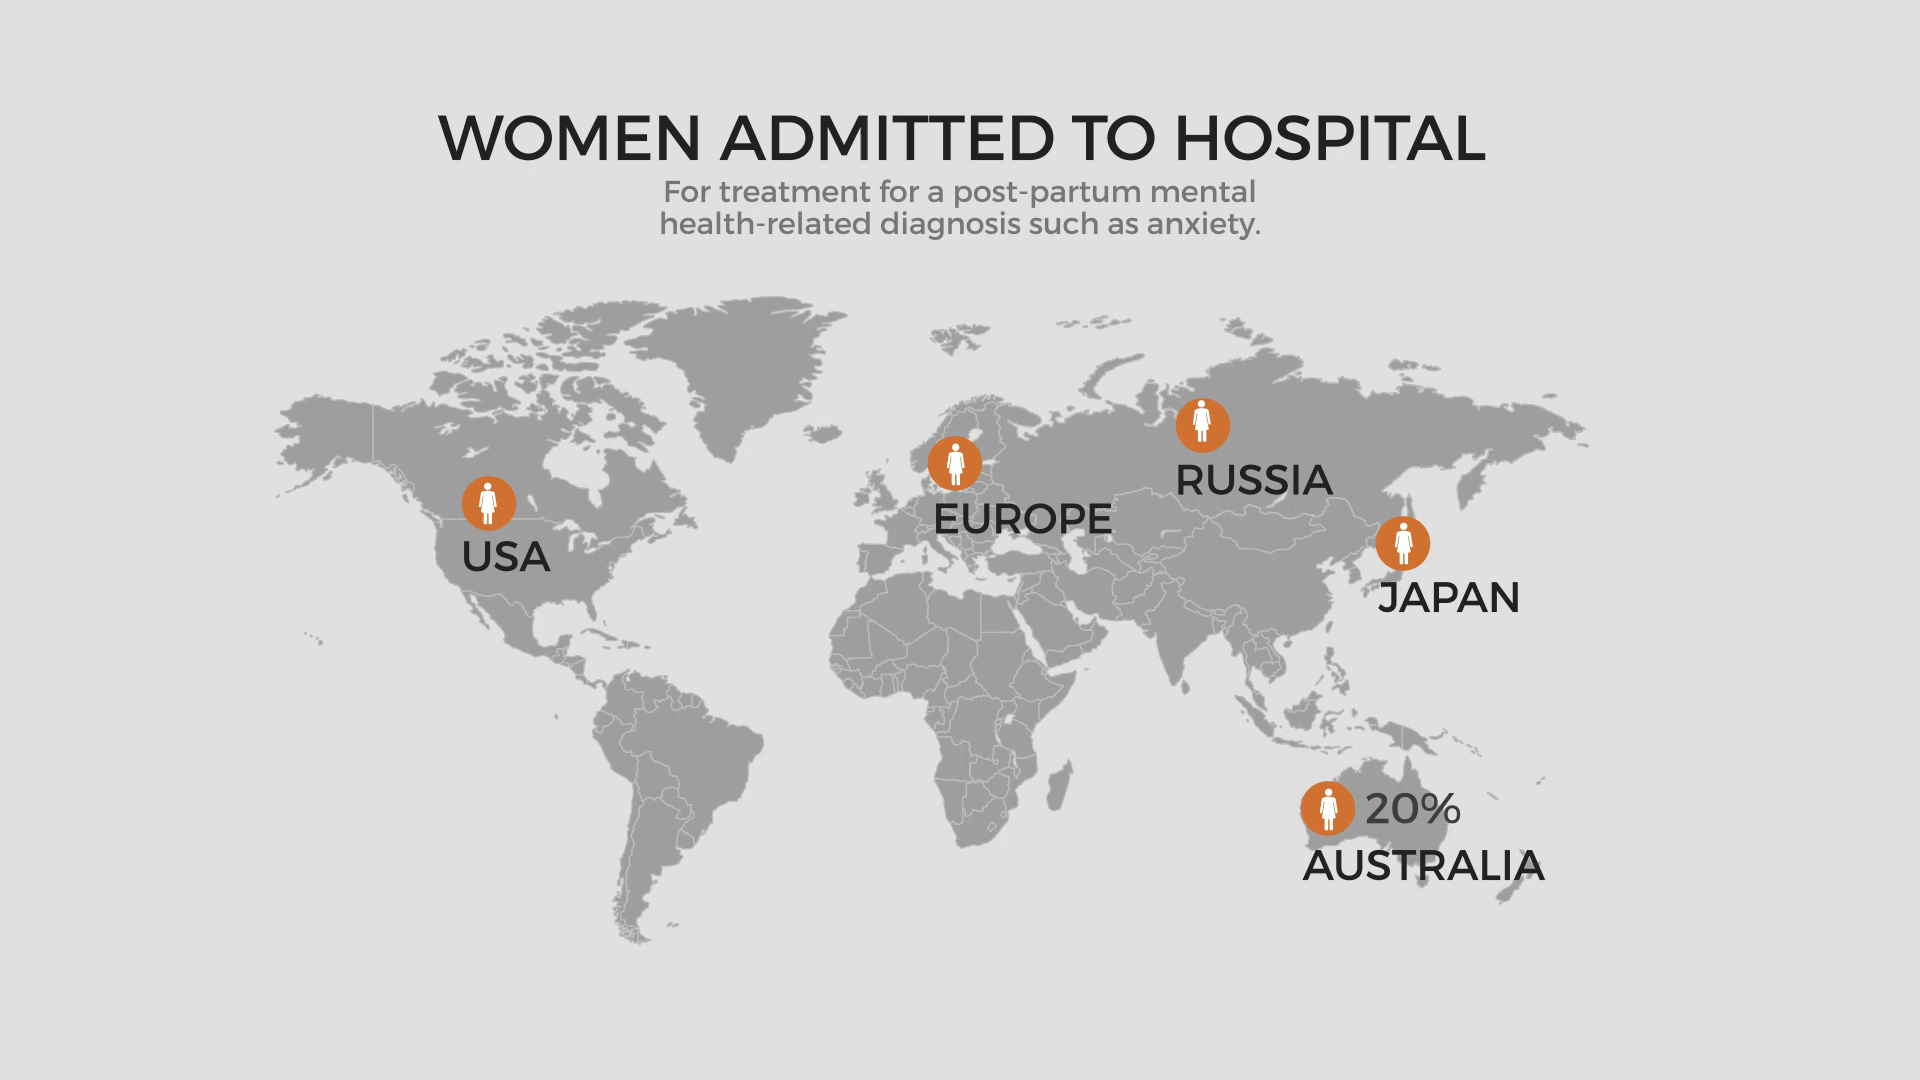 WOMEN ADMITTED TO HOSPITAL
For treatment for a post-partum mental
health-related diagnosis such as anxiety.
RUSSIA
EUROPE
USA
JAPAN
20%
AUSTRALIA